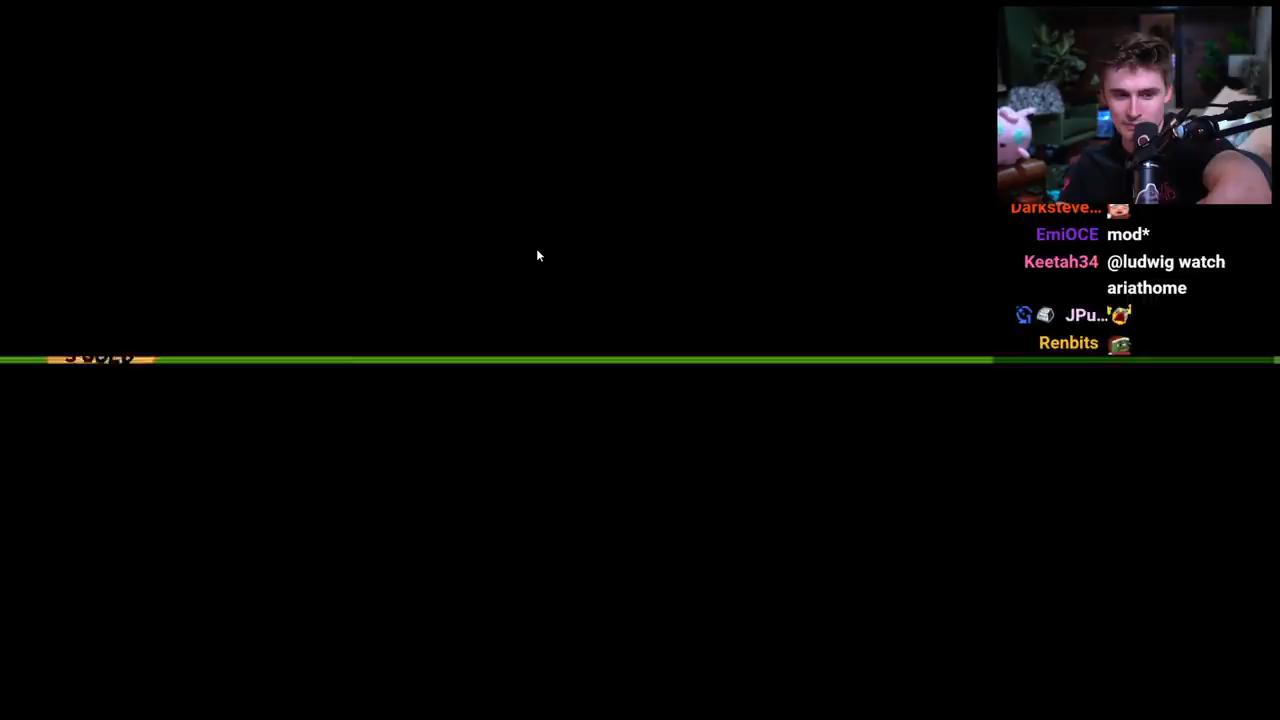 Darksteve...
EmiOCE mod*
Keetah34 @ludwig watch
ariathome
JPu...
Renbits